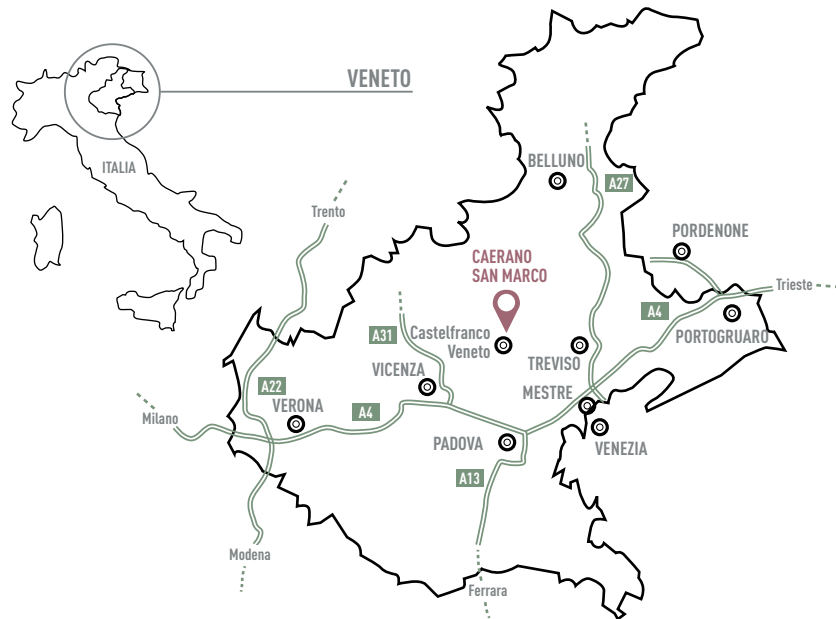 VENETO
ITALIA
BELLUNO
A27
Trento
PORDENONE
CAERANO
SAN MARCO
Trieste
A4
PORTOGRUARO
A31
Castelfranco
Veneto
TREVISO
VICENZA
A22
MESTRE
VERONA
A4
Milano
PADOVA
VENEZIA
A13
Modena
Ferrara